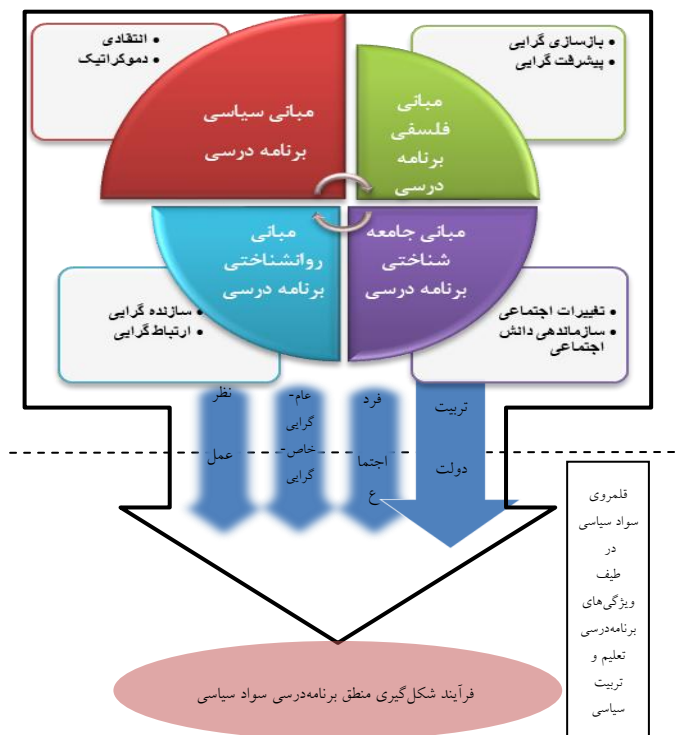 • بازسازی گرایی
• پیشرفت گرایی
• انتقادی
• دموکراتیک
مبانی
فلسفی
برنامه
درسی
مبانی سیاسی
برنامه درسی
مبانی جامعه
شناختی
برنامه درسی
مبانی
روانشناختی
برنامه درسی
• تغییرات اجتماعی
• سازماندهی دانش
اجتماعی
• سازنده گرایی
• ارتباط گرایی
تربیت
دولت
فرد
اجتما
ع
عام-
گرایی
خاص-
گرایی
نظر
عمل
قلمروی
سواد سیاسی
در
طیف
ویژگی‌های
برنامه‌درسی
تعلیم و
تربیت
سیاسی
فرآیند شکل‌گیری منطق برنامه‌درسی سواد سیاسی